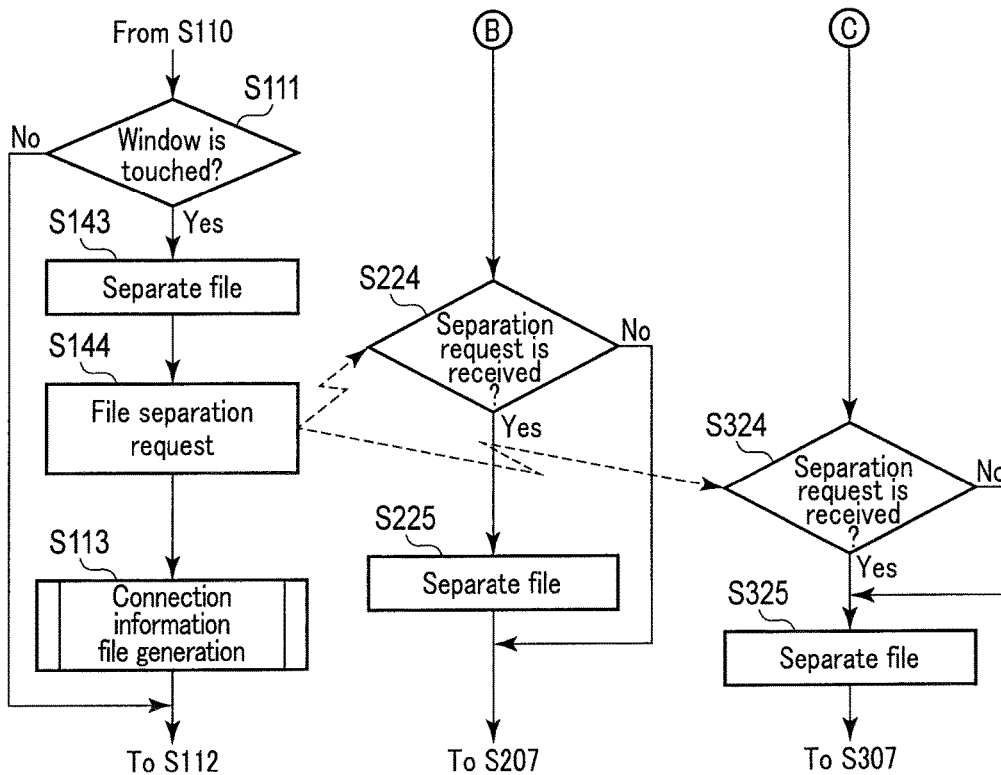 From S110
S111
No
Window is
touched?
Yes
S143
Separate file
S144
File separation
request
S113
Connection
information
file generation
To S112
B
S224
Separation
request is
received
?
No
Yes
S225
Separate file
To S207
C
S324
Separation
request is
received
?
No
Yes
S325
Separate file
To S307